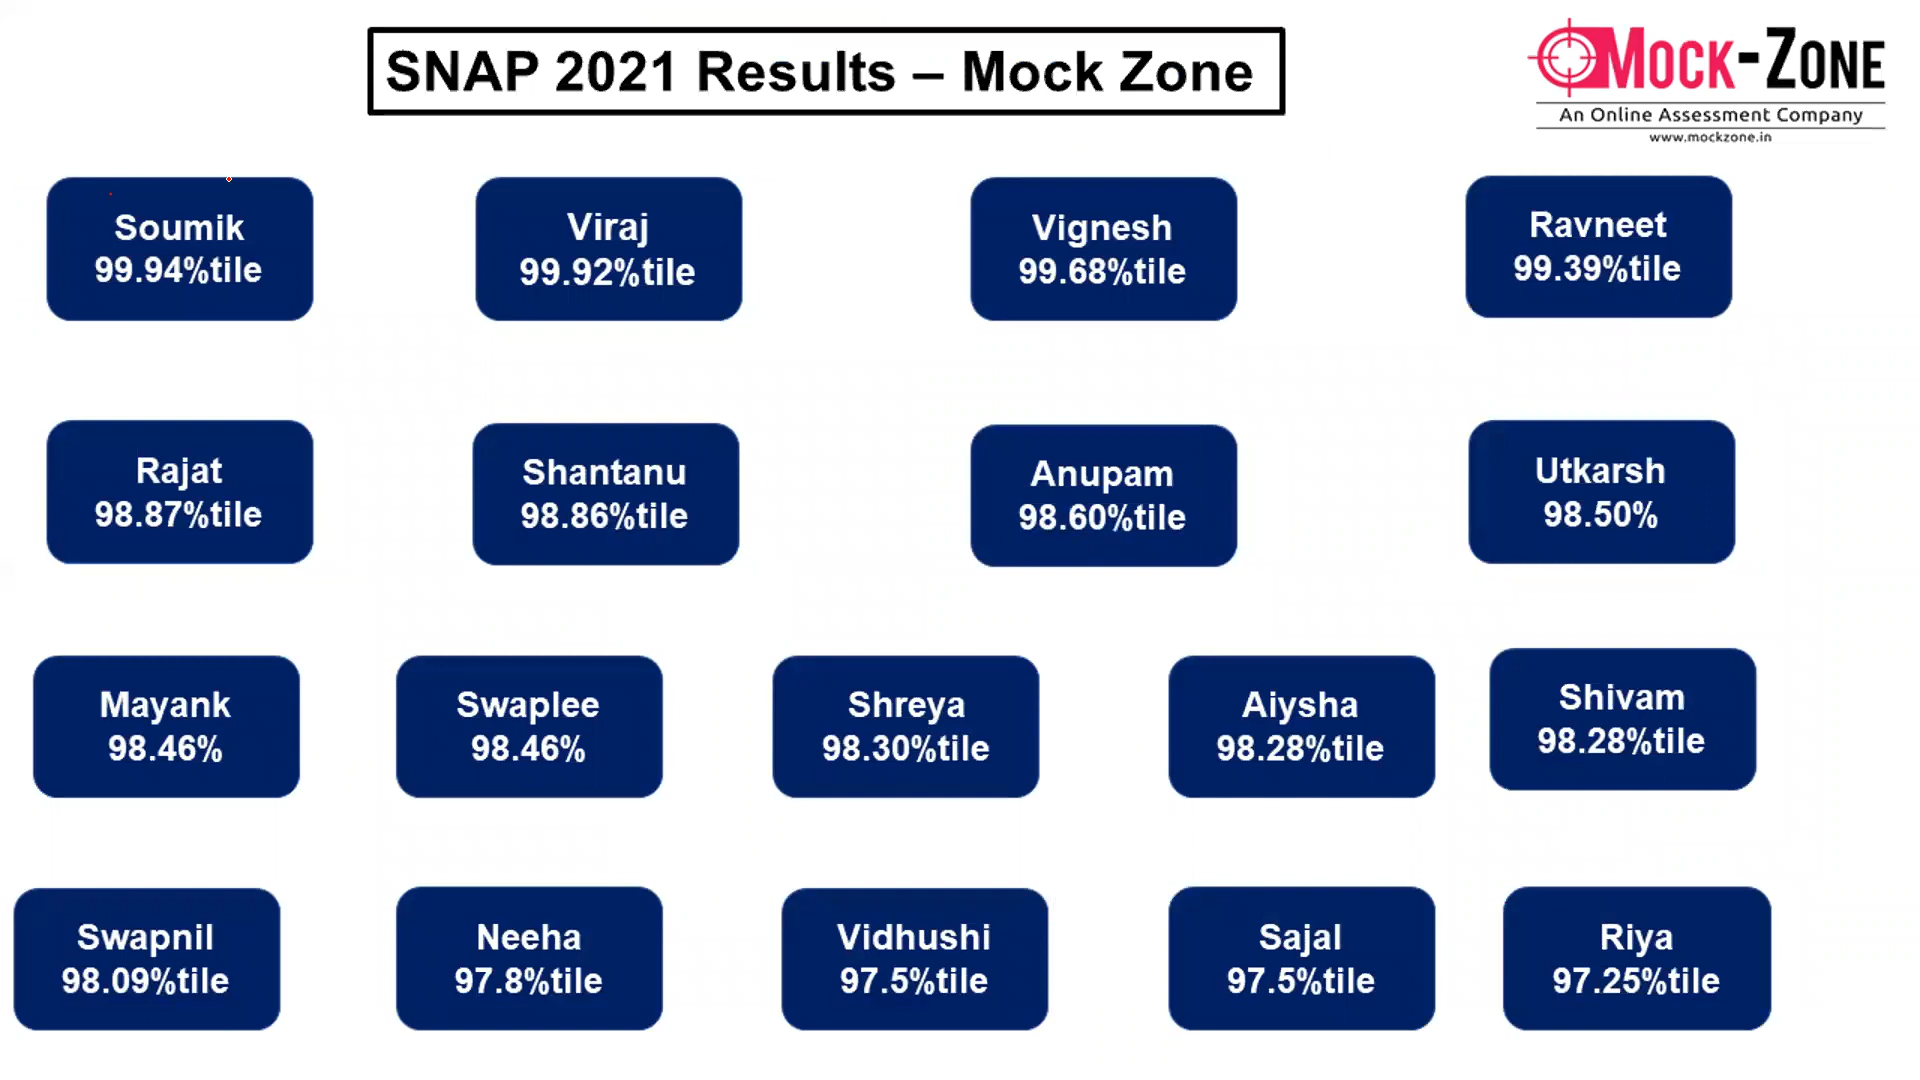 SNAP 2021 Results – Mock Zone
MOCK-ZONE
An Online Assessment Company
www.mockzone.in
Soumik
99.94%tile
Viraj
99.92%tile
Vignesh
99.68%tile
Ravneet
99.39%tile
Rajat
98.87%tile
Shantanu
98.86%tile
Anupam
98.60%tile
Utkarsh
98.50%
Mayank
98.46%
Swaplee
98.46%
Shreya
98.30%tile
Aiysha
98.28%tile
Shivam
98.28%tile
Swapnil
98.09%tile
Neeha
97.8%tile
Vidhushi
97.5%tile
Sajal
97.5%tile
Riya
97.25%tile